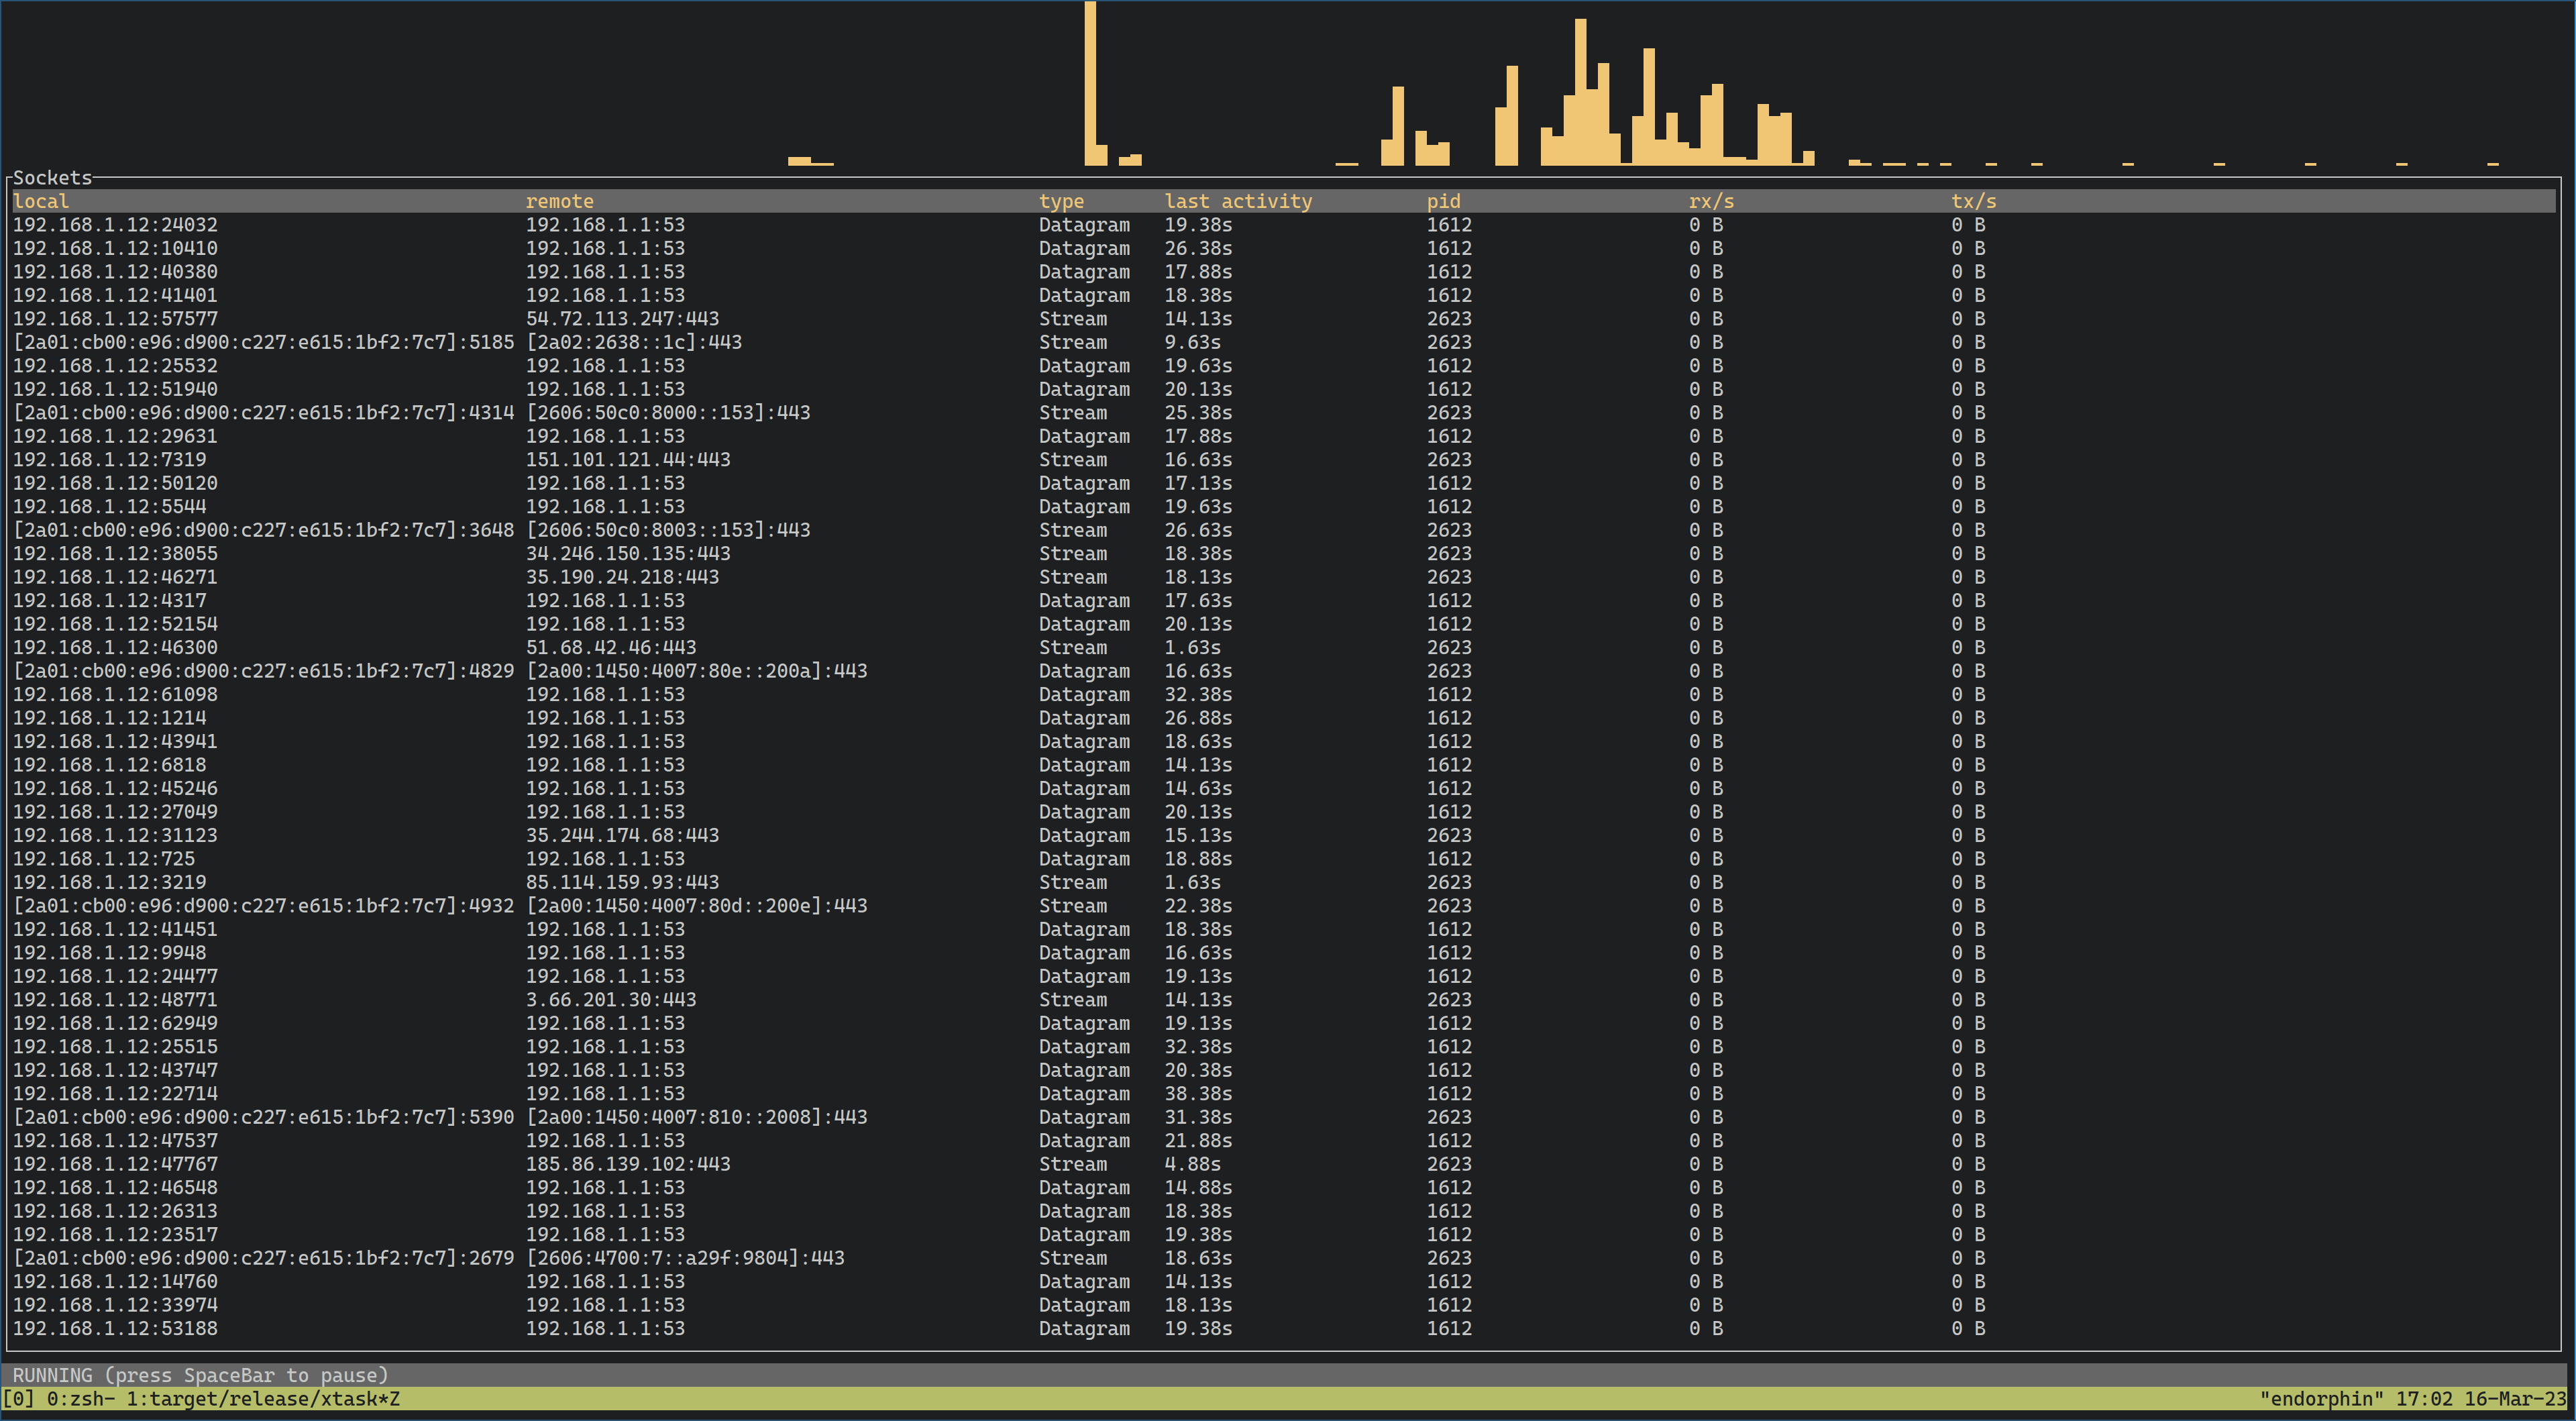 Sockets
local remote type last activity pid rx/s tx/s
192.168.1.12:24032 192.168.1.1:53 Datagram 19.38s 1612 0 B 0 B
192.168.1.12:10410 192.168.1.1:53 Datagram 26.38s 1612 0 B 0 B
192.168.1.12:40380 192.168.1.1:53 Datagram 17.88s 1612 0 B 0 B
192.168.1.12:41401 192.168.1.1:53 Datagram 18.38s 1612 0 B 0 B
192.168.1.12:57577 54.72.113.247:443 Stream 14.13s 2623 0 B 0 B
[2a01:cb00:e96:d900:c227:e615:1bf2:7c7]:5185 [2a02:2638::1c]:443 Stream 9.63s 2623 0 B 0 B
192.168.1.12:25532 192.168.1.1:53 Datagram 19.63s 1612 0 B 0 B
192.168.1.12:51940 192.168.1.1:53 Datagram 20.13s 1612 0 B 0 B
[2a01:cb00:e96:d900:c227:e615:1bf2:7c7]:4314 [2606:50c0:8000::153]:443 Stream 25.38s 2623 0 B 0 B
192.168.1.12:29631 192.168.1.1:53 Datagram 17.88s 1612 0 B 0 B
192.168.1.12:7319 151.101.121.44:443 Stream 16.63s 2623 0 B 0 B
192.168.1.12:50120 192.168.1.1:53 Datagram 17.13s 1612 0 B 0 B
192.168.1.12:5544 192.168.1.1:53 Datagram 19.63s 1612 0 B 0 B
[2a01:cb00:e96:d900:c227:e615:1bf2:7c7]:3648 [2606:50c0:8003::153]:443 Stream 26.63s 2623 0 B 0 B
192.168.1.12:38055 34.246.150.135:443 Stream 18.38s 2623 0 B 0 B
192.168.1.12:46271 35.190.24.218:443 Stream 18.13s 2623 0 B 0 B
192.168.1.12:4317 192.168.1.1:53 Datagram 17.63s 1612 0 B 0 B
192.168.1.12:52154 192.168.1.1:53 Datagram 20.13s 1612 0 B 0 B
192.168.1.12:46300 51.68.42.46:443 Stream 1.63s 2623 0 B 0 B
[2a01:cb00:e96:d900:c227:e615:1bf2:7c7]:4829 [2a00:1450:4007:80e::200a]:443 Datagram 16.63s 2623 0 B 0 B
192.168.1.12:61098 192.168.1.1:53 Datagram 32.38s 1612 0 B 0 B
192.168.1.12:1214 192.168.1.1:53 Datagram 26.88s 1612 0 B 0 B
192.168.1.12:43941 192.168.1.1:53 Datagram 18.63s 1612 0 B 0 B
192.168.1.12:6818 192.168.1.1:53 Datagram 14.13s 1612 0 B 0 B
192.168.1.12:45246 192.168.1.1:53 Datagram 14.63s 1612 0 B 0 B
192.168.1.12:27049 192.168.1.1:53 Datagram 20.13s 1612 0 B 0 B
192.168.1.12:31123 35.244.174.68:443 Datagram 15.13s 2623 0 B 0 B
192.168.1.12:725 192.168.1.1:53 Datagram 18.88s 1612 0 B 0 B
192.168.1.12:3219 85.114.159.93:443 Stream 1.63s 2623 0 B 0 B
[2a01:cb00:e96:d900:c227:e615:1bf2:7c7]:4932 [2a00:1450:4007:80d::200e]:443 Stream 22.38s 2623 0 B 0 B
192.168.1.12:41451 192.168.1.1:53 Datagram 18.38s 1612 0 B 0 B
192.168.1.12:9948 192.168.1.1:53 Datagram 16.63s 1612 0 B 0 B
192.168.1.12:24477 192.168.1.1:53 Datagram 19.13s 1612 0 B 0 B
192.168.1.12:48771 3.66.201.30:443 Stream 14.13s 2623 0 B 0 B
192.168.1.12:62949 192.168.1.1:53 Datagram 19.13s 1612 0 B 0 B
192.168.1.12:25515 192.168.1.1:53 Datagram 32.38s 1612 0 B 0 B
192.168.1.12:43747 192.168.1.1:53 Datagram 20.38s 1612 0 B 0 B
192.168.1.12:22714 192.168.1.1:53 Datagram 38.38s 1612 0 B 0 B
[2a01:cb00:e96:d900:c227:e615:1bf2:7c7]:5390 [2a00:1450:4007:810::2008]:443 Datagram 31.38s 2623 0 B 0 B
192.168.1.12:47537 192.168.1.1:53 Datagram 21.88s 1612 0 B 0 B
192.168.1.12:47767 185.86.139.102:443 Stream 4.88s 2623 0 B 0 B
192.168.1.12:46548 192.168.1.1:53 Datagram 14.88s 1612 0 B 0 B
192.168.1.12:26313 192.168.1.1:53 Datagram 18.38s 1612 0 B 0 B
192.168.1.12:23517 192.168.1.1:53 Datagram 19.38s 1612 0 B 0 B
[2a01:cb00:e96:d900:c227:e615:1bf2:7c7]:2679 [2606:4700:7::a29f:9804]:443 Stream 18.63s 2623 0 B 0 B
192.168.1.12:14760 192.168.1.1:53 Datagram 14.13s 1612 0 B 0 B
192.168.1.12:33974 192.168.1.1:53 Datagram 18.13s 1612 0 B 0 B
192.168.1.12:53188 192.168.1.1:53 Datagram 19.38s 1612 0 B 0 B
RUNNING (press SpaceBar to pause)
[0] 0:zsh- 1:target/release/xtask*Z "endorphin" 17:02 16-Mar-23